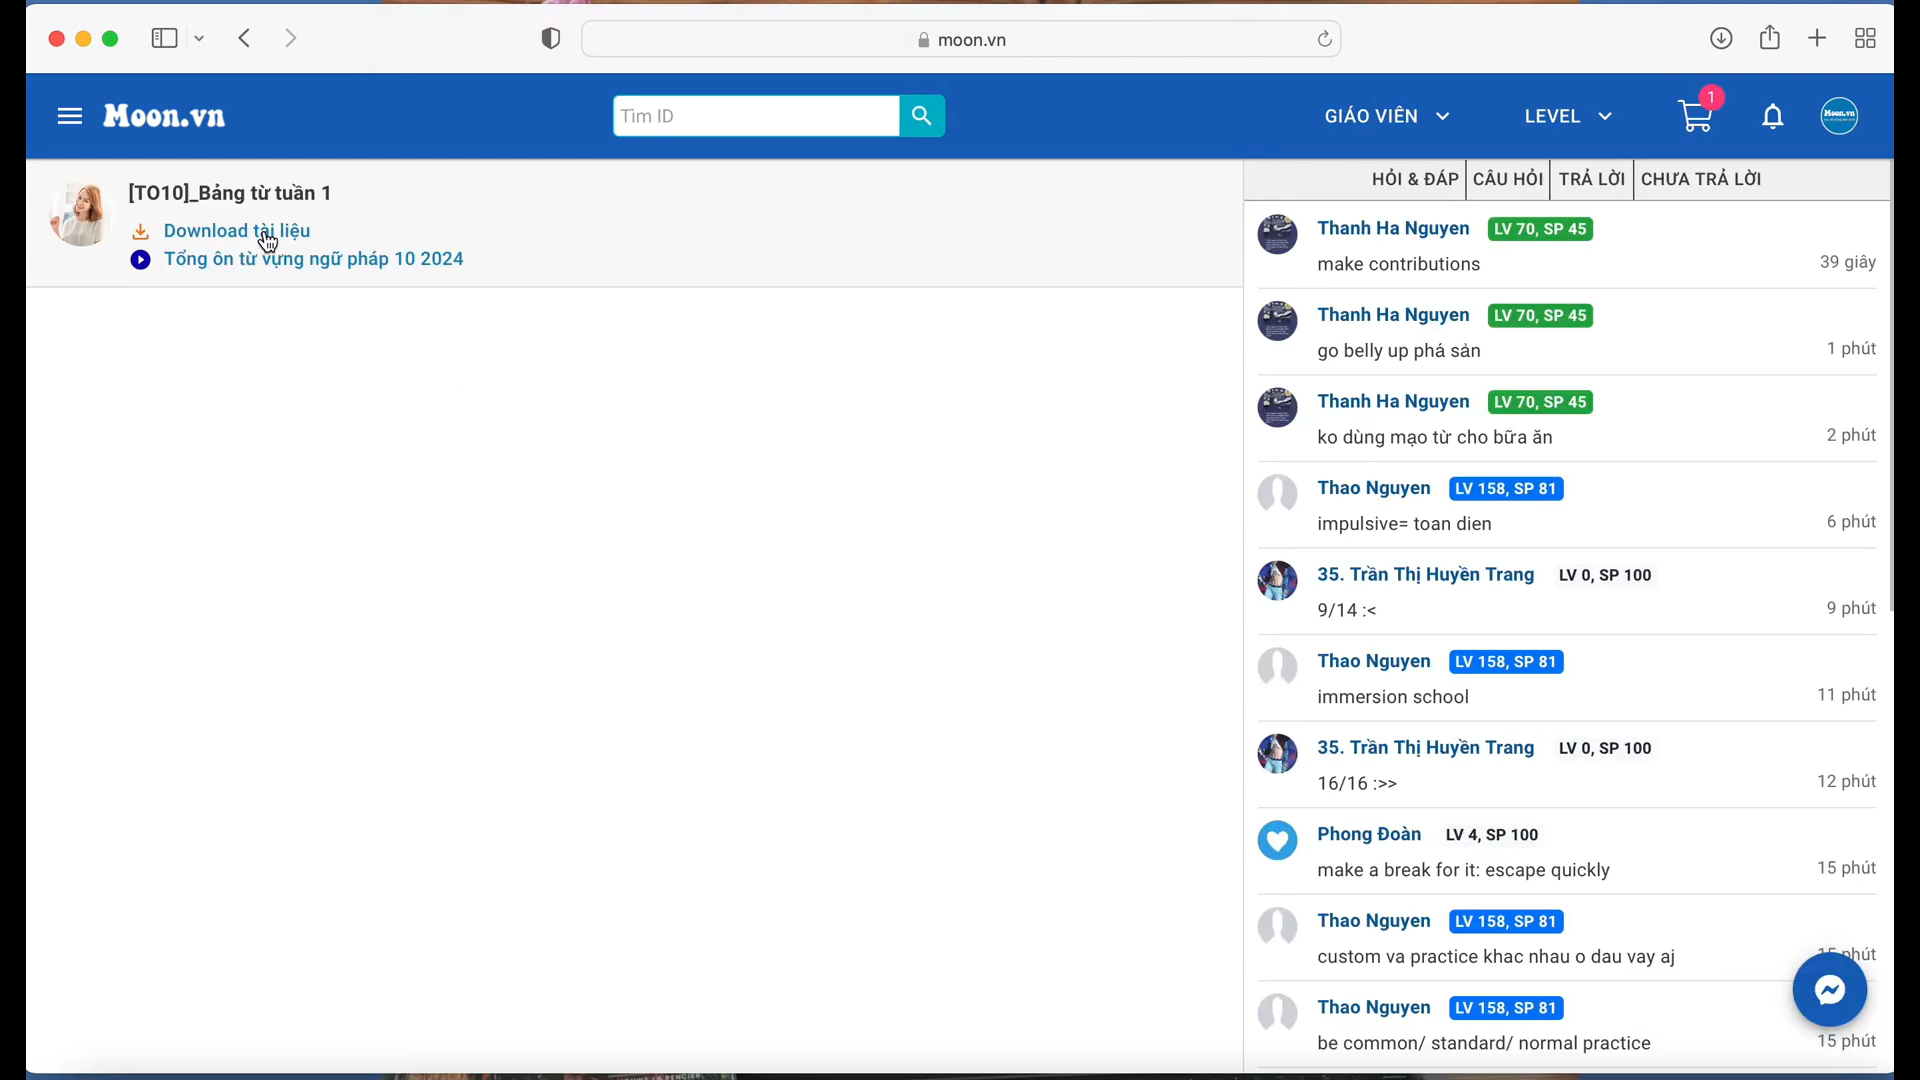 moon.vn
Moon.vn
Tìm ID
GIÁO VIÊN
LEVEL
1
Moon.vn
[TO10]_Bảng từ tuần 1
Download tài liệu
Tổng ôn từ vựng ngữ pháp 10 2024
HỎI & ĐÁP
CÂU HỎI
TRẢ LỜI
CHƯA TRẢ LỜI
Thanh Ha Nguyen LV 70, SP 45
make contributions 39 giây
Thanh Ha Nguyen LV 70, SP 45
go belly up phá sản 1 phút
Thanh Ha Nguyen LV 70, SP 45
ko dùng mạo từ cho bữa ăn 2 phút
Thao Nguyen LV 158, SP 81
impulsive= toan dien 6 phút
35. Trần Thị Huyền Trang LV 0, SP 100
9/14 :< 9 phút
Thao Nguyen LV 158, SP 81
immersion school 11 phút
35. Trần Thị Huyền Trang LV 0, SP 100
16/16 :>> 12 phút
Phong Đoàn LV 4, SP 100
make a break for it: escape quickly 15 phút
Thao Nguyen LV 158, SP 81
custom va practice khac nhau o dau vay aj 15 phút
Thao Nguyen LV 158, SP 81
be common/ standard/ normal practice 15 phút